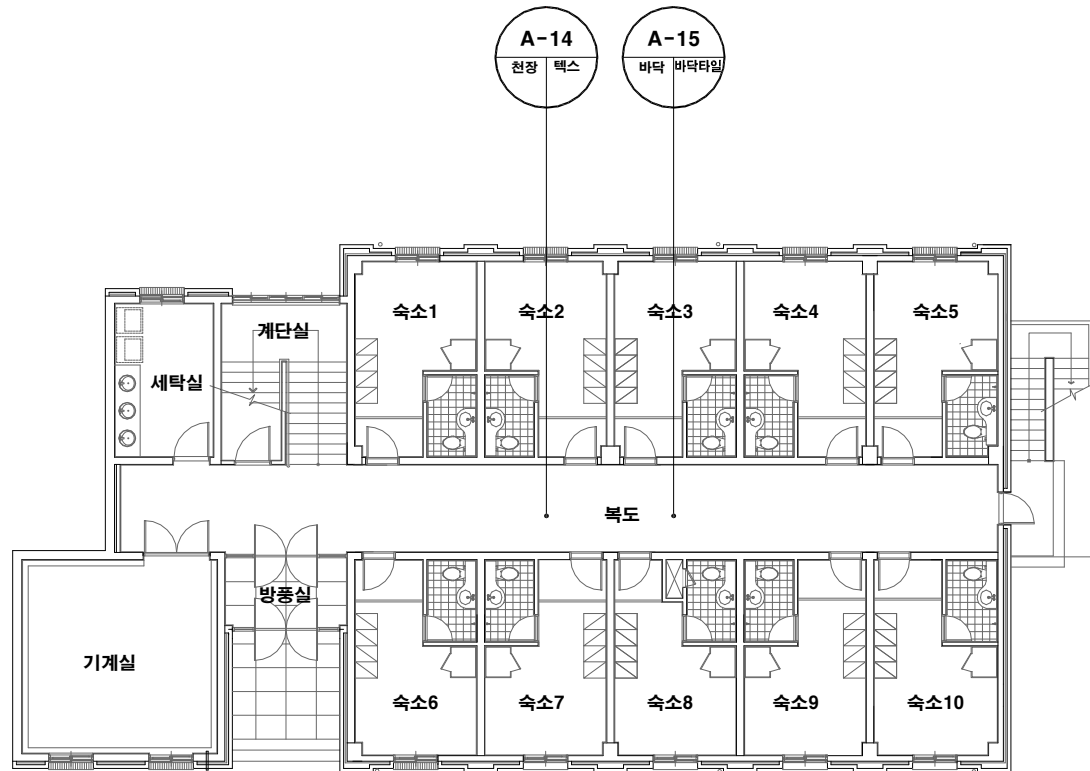 A-14
천장 텍스
A-15
바닥 바닥타일
숙소1
숙소2
숙소3
숙소4
숙소5
계단실
세탁실
복도
방풍실
기계실
숙소6
숙소7
숙소8
숙소9
숙소10